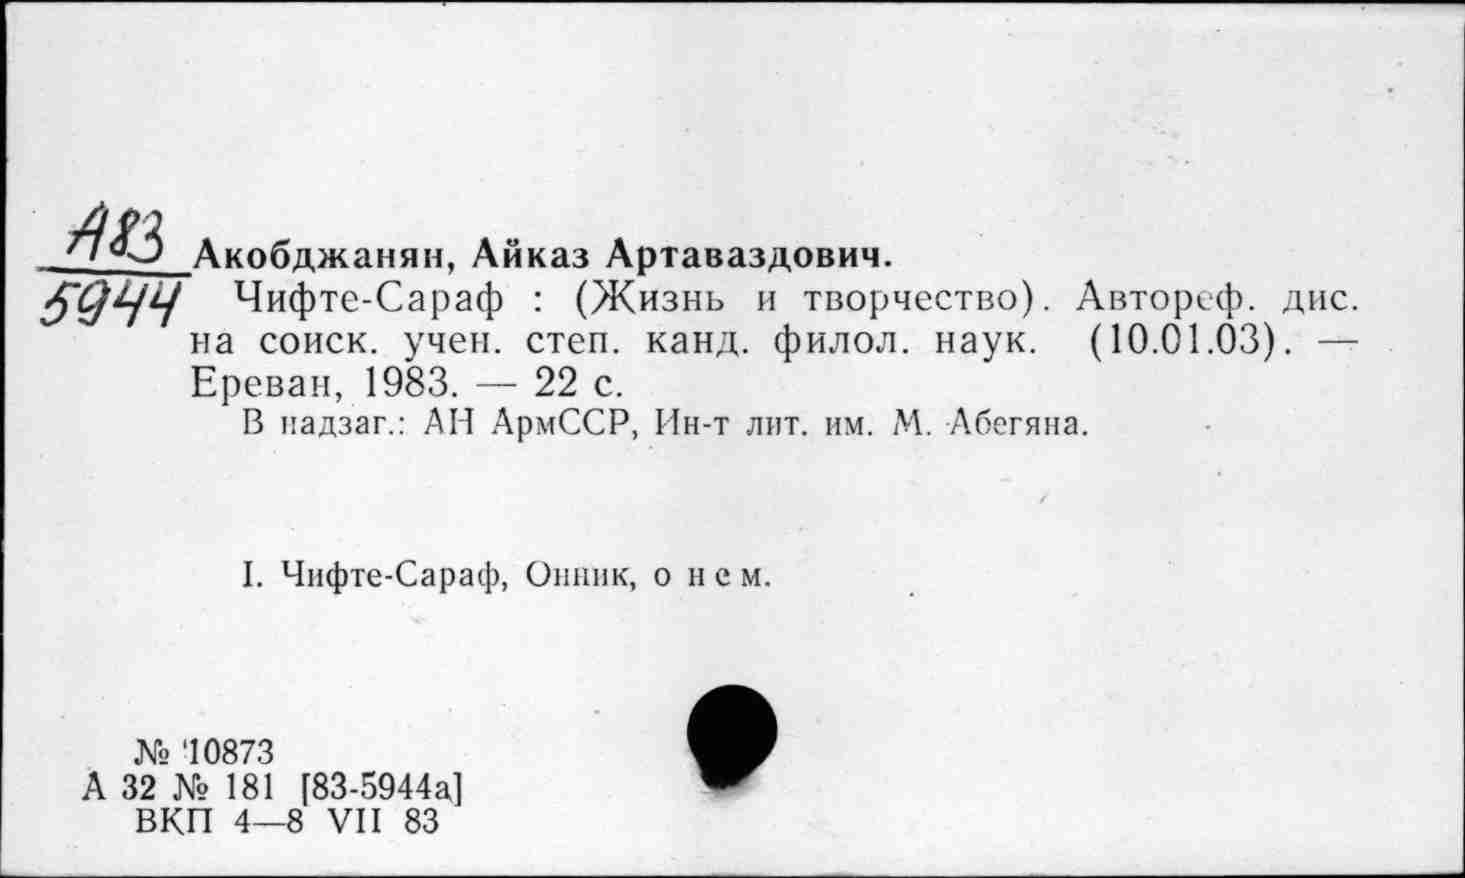 А83 Акобджанян, Айказ Артаваздович.
5944 Чифте-Сараф : (Жизнь и творчество). Автореф. дис.
на соиск. учен. степ. канд. филол. наук. (10.01.03). —
Ереван, 1983. — 22 с.
В надзаг.: АН АрмССР, Ин-т лит. им. М. Абегяна.
I. Чифте-Сараф, Онник, о нем.
№ 10873
А 32 № 181 [83-5944а]
ВКП 4—8 VII 83